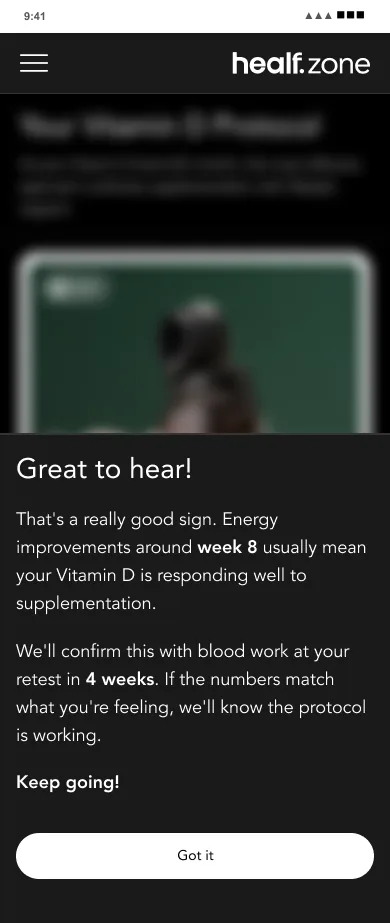 9:41
healf.zone
Your Vitamin D Protocol
Great to hear!
That's a really good sign. Energy
improvements around week 8 usually mean
your Vitamin D is responding well to
supplementation.
We'll confirm this with blood work at your
retest in 4 weeks. If the numbers match
what you're feeling, we'll know the protocol
is working.
Keep going!
Got it